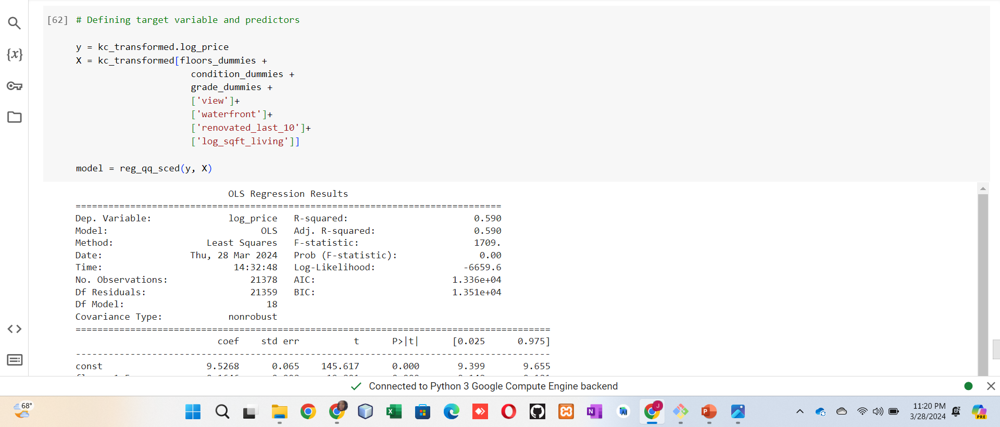 [62] # Defining target variable and predictors
y = kc_transformed.log_price
X = kc_transformed[floors_dummies +
condition_dummies +
grade_dummies +
['view']+
['waterfront']+
['renovated_last_10']+
['log_sqft_living']]
model = reg_qq_sced(y, X)
{x}
OLS Regression Results
==============================================================================
Dep. Variable: log_price R-squared: 0.590
Model: OLS Adj. R-squared: 0.590
Method: Least Squares F-statistic: 1709.
Date: Thu, 28 Mar 2024 Prob (F-statistic): 0.00
Time: 14:32:48 Log-Likelihood: -6659.6
No. Observations: 21378 AIC: 1.336e+04
Df Residuals: 21359 BIC: 1.351e+04
Df Model: 18
Covariance Type: nonrobust
=======================================================================================
coef std err t P>|t| [0.025 0.975]
---------------------------------------------------------------------------------------
const 9.5268 0.065 145.617 0.000 9.399 9.655
Connected to Python 3 Google Compute Engine backend
68°
11:20 PM
3/28/2024
PRE